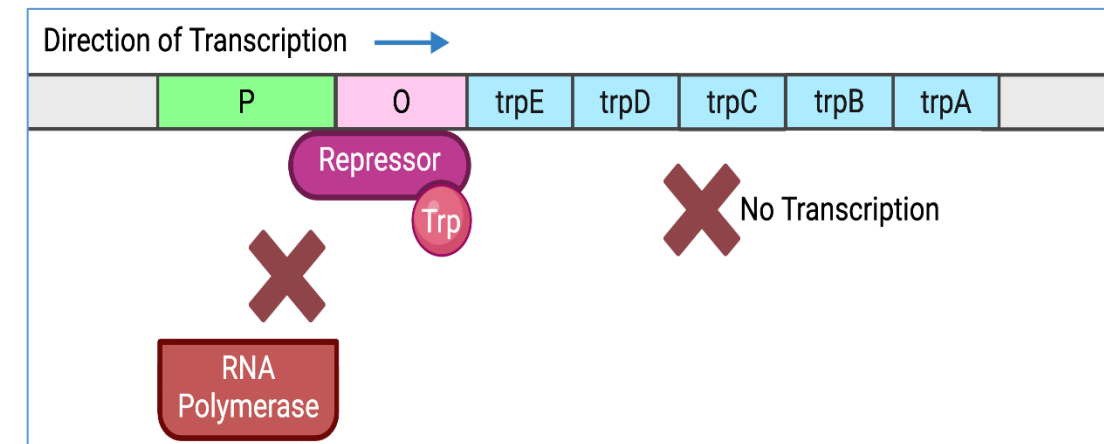 Direction of Transcription
P O trpE trpD trpC trpB trpA
Repressor
Trp
No Transcription
RNA
Polymerase